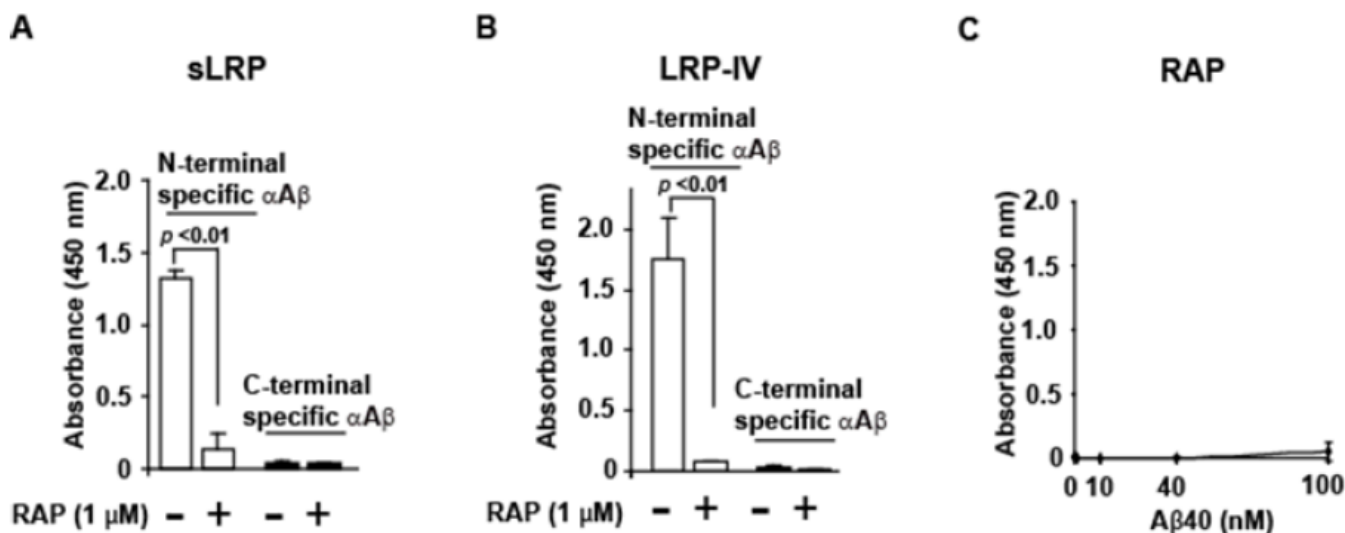 A
sLRP
N-terminal
specific αAβ
p <0.01
C-terminal
specific αAβ
Absorbance (450 nm)
2.0
1.5
1.0
0.5
0
RAP (1 μM) - + - +
B
LRP-IV
N-terminal
specific αAβ
p <0.01
C-terminal
specific αAβ
Absorbance (450 nm)
2.0
1.5
1.0
0.5
0
RAP (1 μM) - + - +
C
RAP
Absorbance (450 nm)
2.0
1.5
1.0
0.5
0
0 10 40 100
Aβ40 (nM)